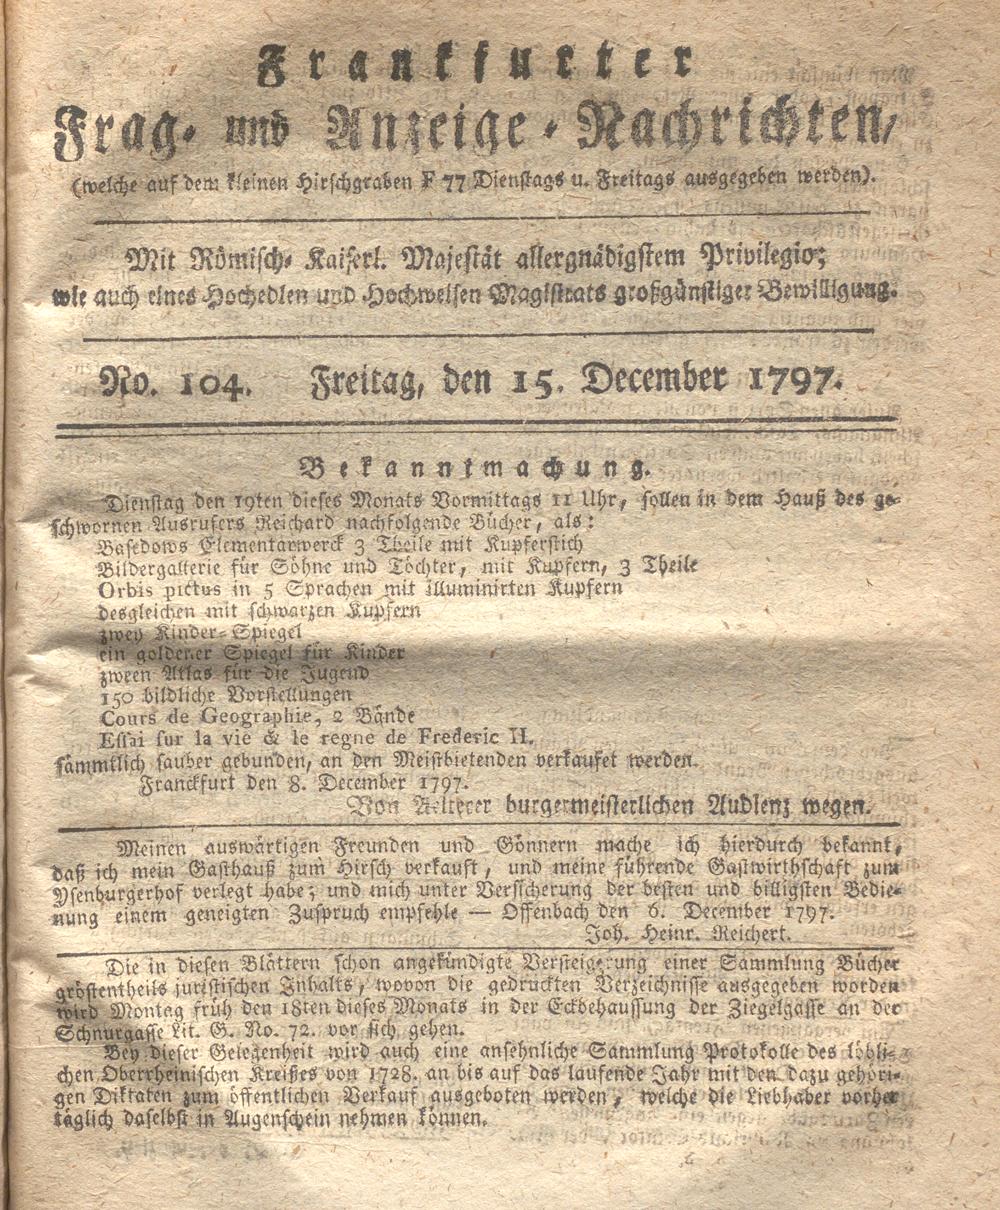 Frankfurter
Frag- und Anzeige-Nachrichten,
(welche auf dem kleinen Hirschgraben F 77 Dienstags u. Freitags ausgegeben werden).
Mit Römisch-Kaiserl. Majestät allergnädigstem Privilegio;
wie auch eines Hochedlen und Hochweisen Magistrats großgünstiger Bewilligung.
No. 104. Freitag, den 15. December 1797.
Bekanntmachung.
Dienstag den 19ten dieses Monats Vormittags 11 Uhr, sollen in dem Hauß des ge-
schwornen Ausrufers Reichard nachfolgende Bücher, als:
Basedows Elementarwerck 3 Theile mit Kupferstich
Bildergallerie für Söhne und Töchter, mit Kupfern, 3 Theile
Orbis pictus in 5 Sprachen mit illuminirten Kupfern
desgleichen mit schwarzen Kupfern
zwey Kinder-Spiegel
ein goldener Spiegel für Kinder
zween Atlas für die Jugend
150 bildliche Vorstellungen
Cours de Geographie, 2 Bände
Essai sur la vie & le regne de Frederic II.
sämmtlich sauber gebunden, an den Meistbietenden verkaufet werden.
Franckfurt den 8. December 1797.
Von Aelterer burgermeisterlichen Audienz wegen.
Meinen auswärtigen Freunden und Gönnern mache ich hierdurch bekannt,
daß ich mein Gasthauß zum Hirsch verkauft, und meine führende Gastwirthschaft zum
Ysenburgerhof verlegt habe; und mich unter Versicherung der besten und billigsten Bedie-
nung einem geneigten Zuspruch empfehle — Offenbach den 6. December 1797.
Joh. Heinr. Reichert.
Die in diesen Blättern schon angekündigte Versteigerung einer Sammlung Bücher
gröstentheils juristischen Inhalts, wovon die gedruckten Verzeichnisse ausgegeben worden
wird Montag früh den 18ten dieses Monats in der Eckbehaussung der Ziegelgasse an der
Schnurgasse Lit. G. No. 72. vor sich gehen.
Bey dieser Gelegenheit wird auch eine ansehnliche Sammlung Protokolle des löbli-
chen Oberrheinischen Kreißes von 1728. an bis auf das laufende Jahr mit den dazu gehöri-
gen Diktaten zum öffentlichen Verkauf ausgeboten werden, welche die Liebhaber vorher
täglich daselbst in Augenschein nehmen können.